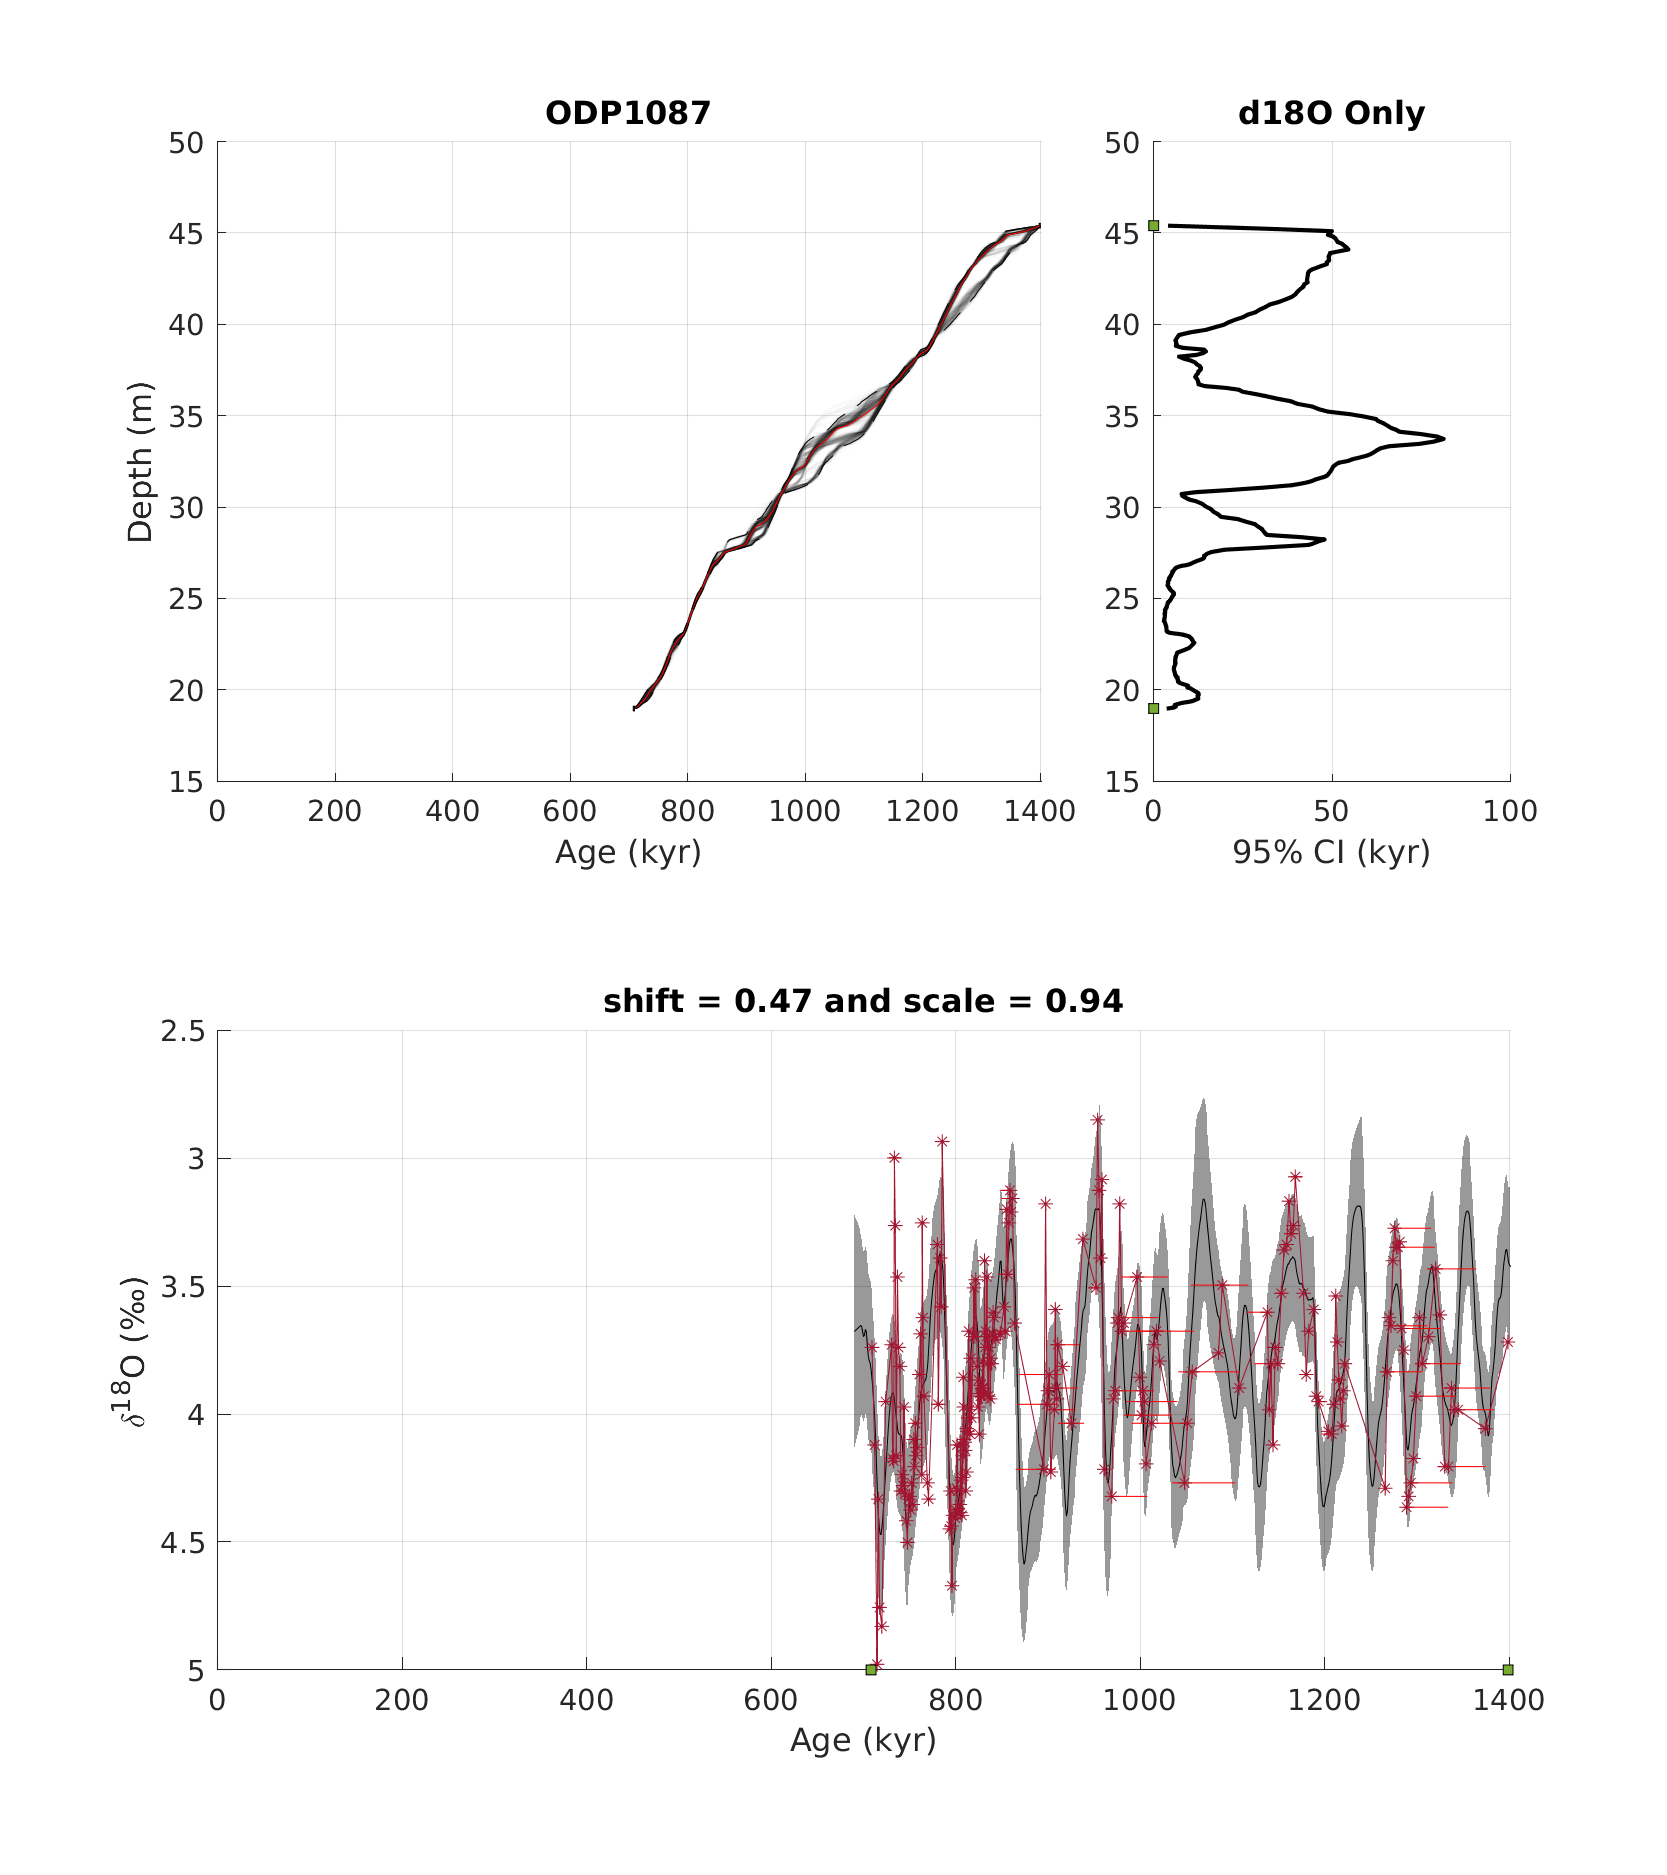 ODP1087
d18O Only
50
45
40
35
30
25
20
15
Depth (m)
0 200 400 600 800 1000 1200 1400
Age (kyr)
50
45
40
35
30
25
20
15
0 50 100
95% CI (kyr)
shift = 0.47 and scale = 0.94
2.5
3
3.5
4
4.5
5
δ18O (‰)
0 200 400 600 800 1000 1200 1400
Age (kyr)